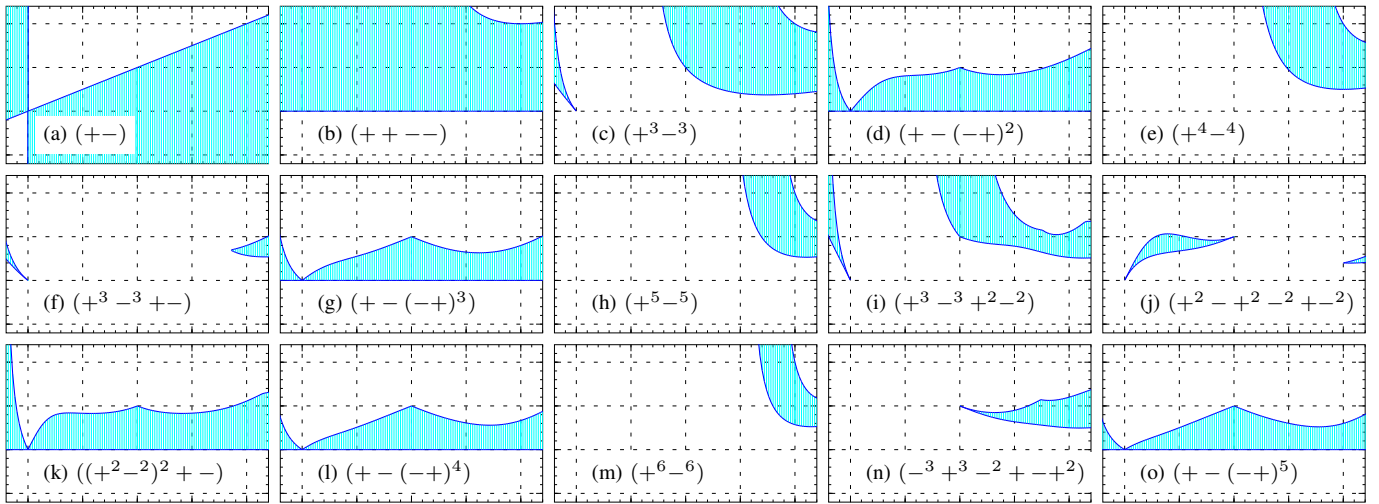 (a) (+−)
(b) (+ + −−)
(c) (+³−³)
(d) (+ − (−+)²)
(e) (+⁴−⁴)
(f) (+³ −³ +−)
(g) (+ − (−+)³)
(h) (+⁵−⁵)
(i) (+³ −³ +²−²)
(j) (+² − +² −² +−²)
(k) ((+²−²)² + −)
(l) (+ − (−+)⁴)
(m) (+⁶−⁶)
(n) (−³ +³ −² + −+²)
(o) (+ − (−+)⁵)